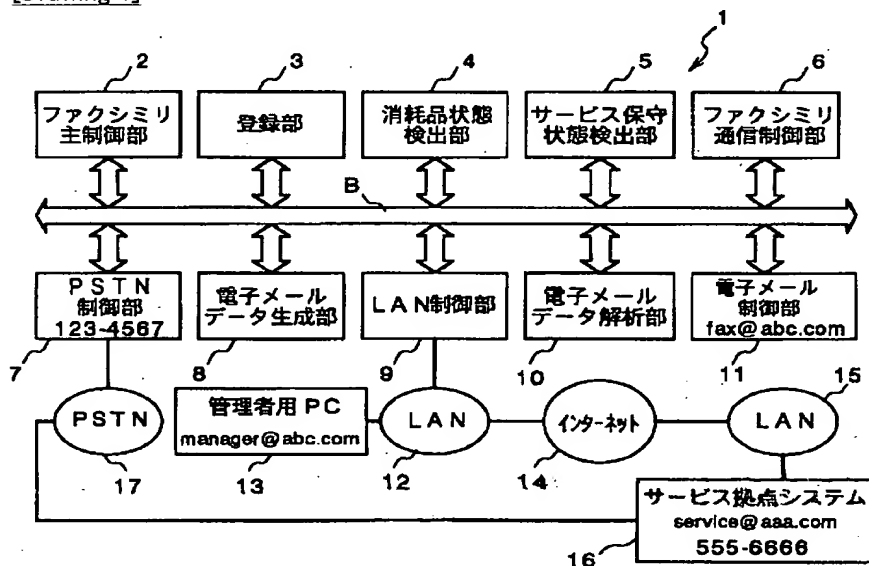 1
2
3
4
5
6
ファクシミリ
主制御部
登録部
消耗品状態
検出部
サービス保守
状態検出部
ファクシミリ
通信制御部
B
PSTN
制御部
123-4567
電子メール
データ生成部
LAN制御部
電子メール
データ解析部
電子メール
制御部
fax@abc.com
7
8
9
10
11
15
PSTN
管理者用 PC
manager@abc.com
LAN
インターネット
LAN
17
13
12
14
サービス拠点システム
service@aaa.com
555-6666
16